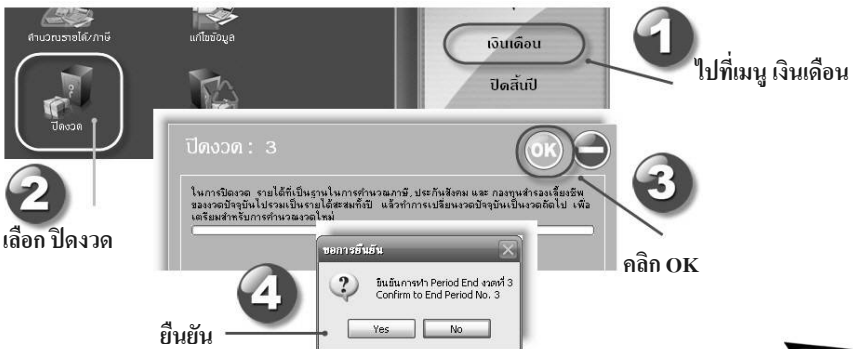 คำนวณรายได้/ภาษี
แก้ไขข้อมูล
เงินเดือน
ปิดสิ้นปี
1
ไปที่เมนู เงินเดือน
ปิดงวด
2
เลือก ปิดงวด
ปิดงวด : 3
OK
3
คลิก OK
ในการปิดงวด รายได้ที่เป็นฐานในการคำนวณภาษี, ประกันสังคม และ กองทุนสำรองเลี้ยงชีพ
ของงวดปัจจุบันไปรวมเป็นรายได้สะสมทั้งปี แล้วทำการเปลี่ยนงวดปัจจุบันเป็นงวดถัดไป เพื่อ
เตรียมสำหรับการคำนวณงวดใหม่
ขอการยืนยัน
ยืนยันการทำ Period End งวดที่ 3
Confirm to End Period No. 3
Yes
No
4
ยืนยัน